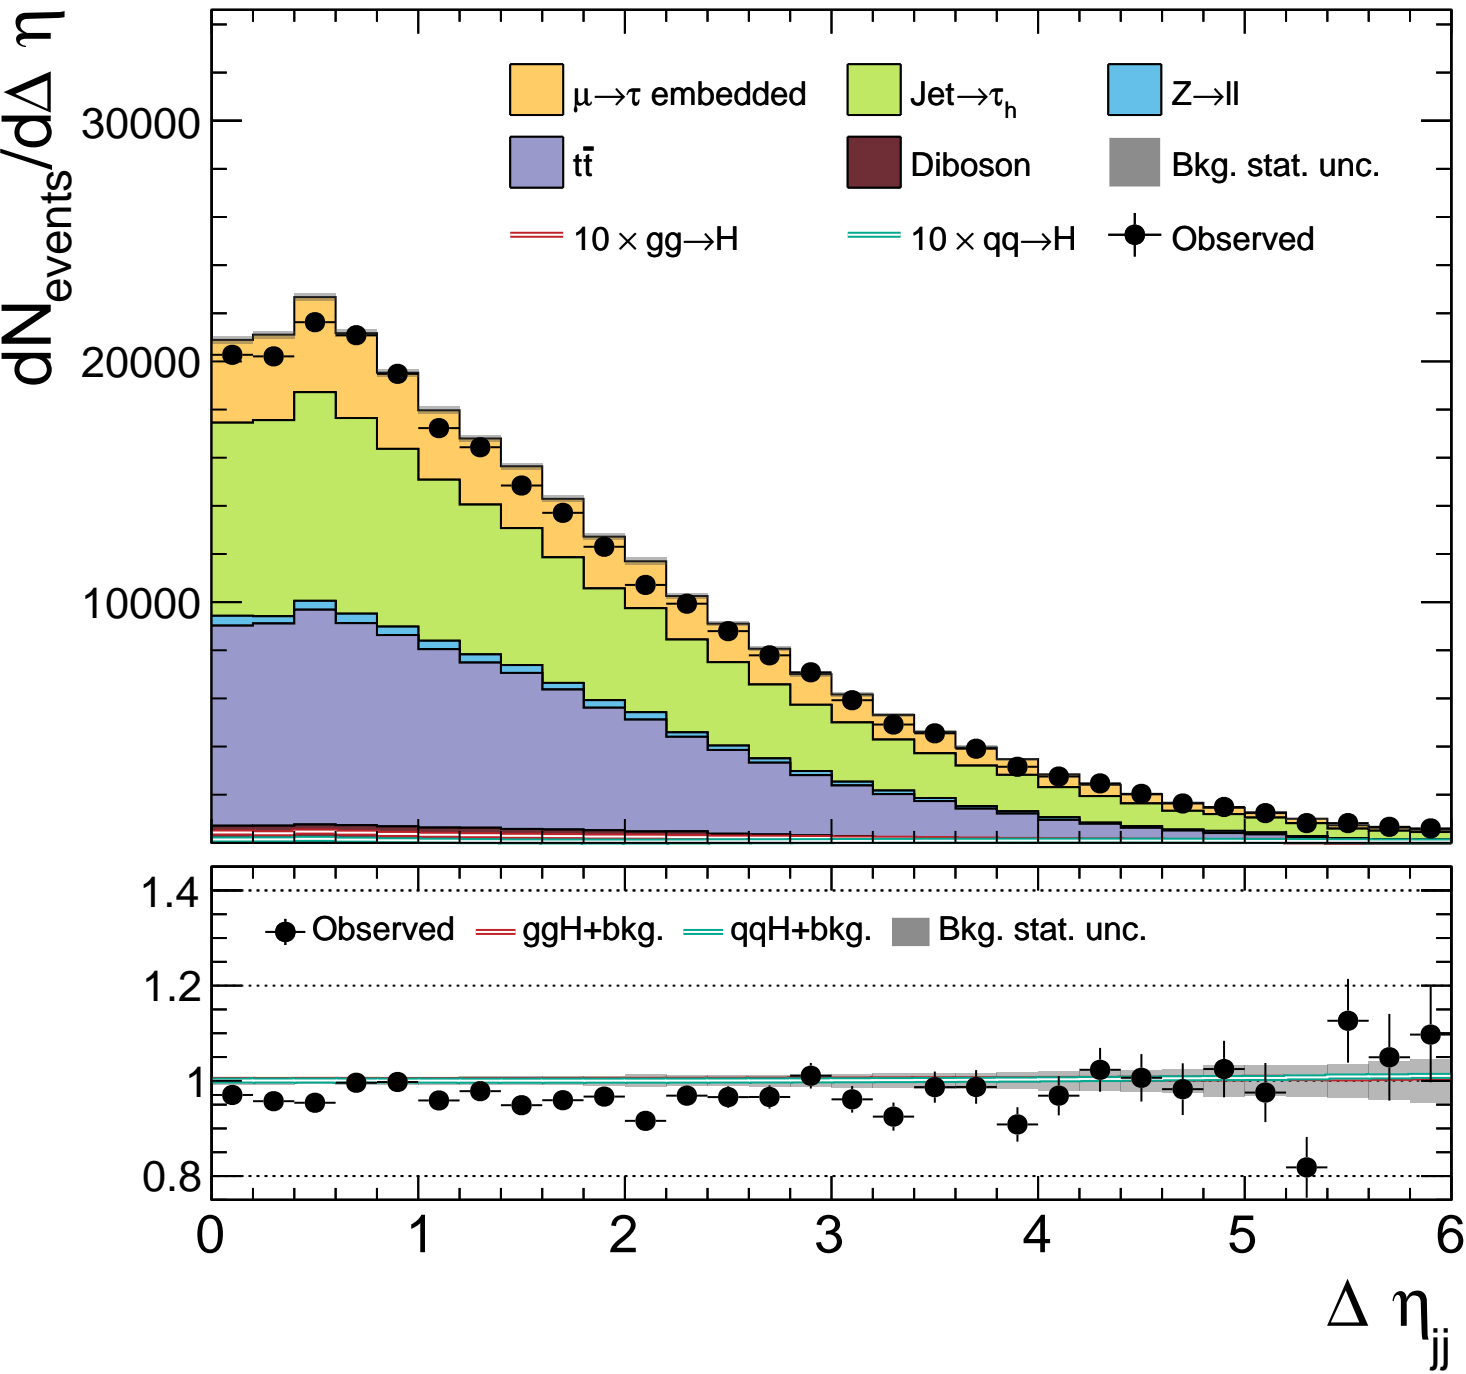 dN_events/dΔ η
30000
20000
10000
μ→τ embedded
Jet→τ_h
Z→ll
tt̄
Diboson
Bkg. stat. unc.
10 × gg→H
10 × qq→H
Observed
1.4
1.2
1
0.8
Observed
ggH+bkg.
qqH+bkg.
Bkg. stat. unc.
0 1 2 3 4 5 6
Δ η_jj